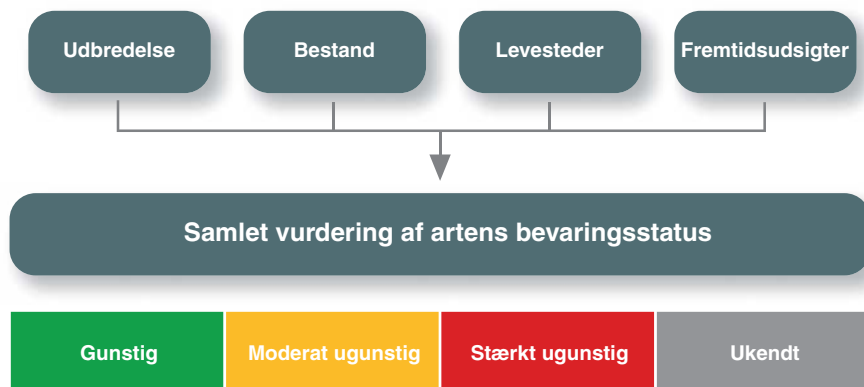 Udbredelse
Bestand
Levesteder
Fremtidsudsigter
Samlet vurdering af artens bevaringsstatus
Gunstig
Moderat ugunstig
Stærkt ugunstig
Ukendt